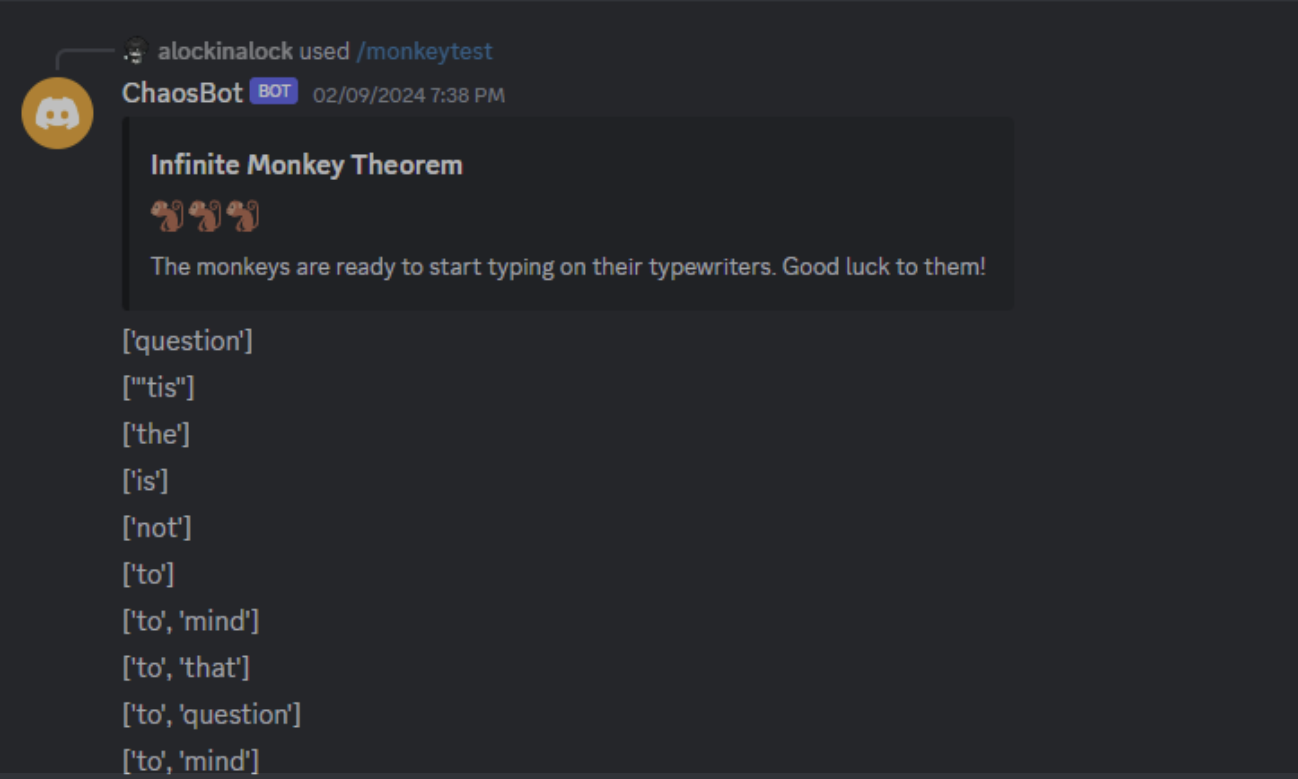 alockinalock used /monkeytest
ChaosBot BOT 02/09/2024 7:38 PM
Infinite Monkey Theorem
🐒🐒🐒
The monkeys are ready to start typing on their typewriters. Good luck to them!
['question']
["'tis"]
['the']
['is']
['not']
['to']
['to', 'mind']
['to', 'that']
['to', 'question']
['to', 'mind']